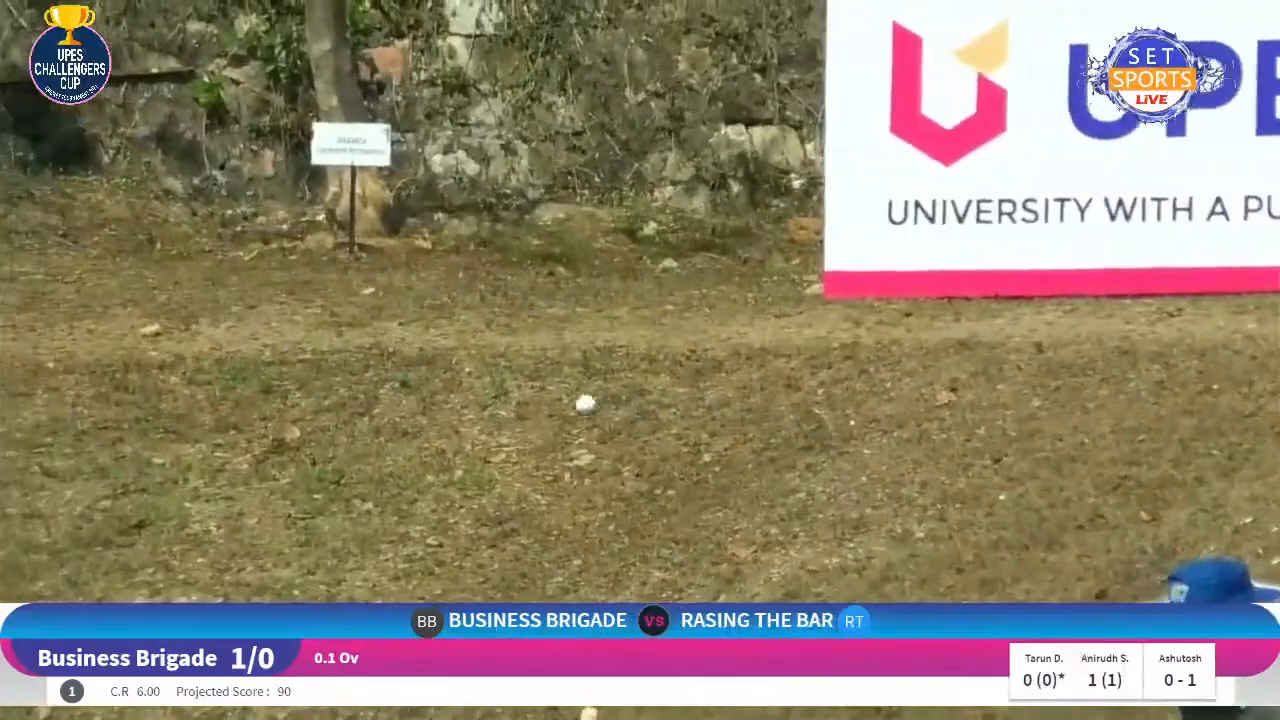 UPES
CHALLENGERS
CUP
SET
SPORTS
LIVE
UPE
UNIVERSITY WITH A PU
BB BUSINESS BRIGADE VS RASING THE BAR RT
Business Brigade 1/0 0.1 Ov
Tarun D. Anirudh S. Ashutosh
0 (0)* 1 (1) 0 - 1
1 C.R 6.00 Projected Score : 90